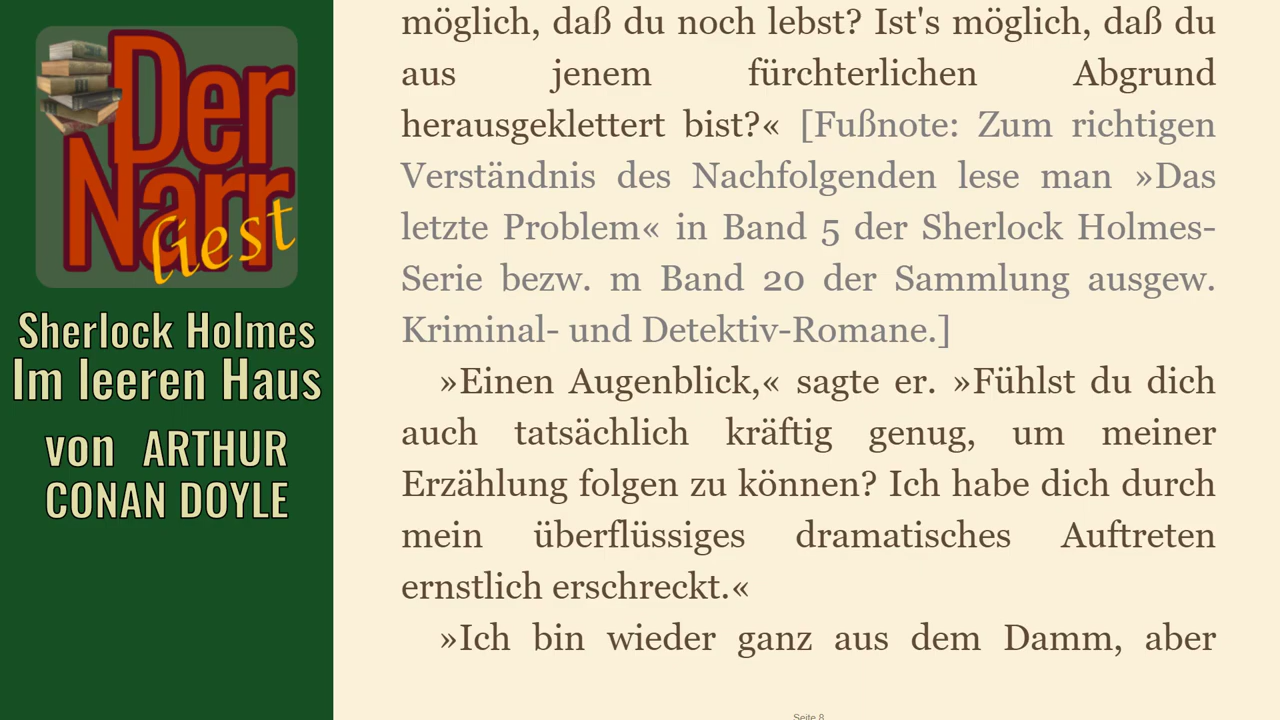 Der
Narr
liest
Sherlock Holmes
Im leeren Haus
von ARTHUR
CONAN DOYLE
möglich, daß du noch lebst? Ist's möglich, daß du
aus jenem fürchterlichen Abgrund
herausgeklettert bist?« [Fußnote: Zum richtigen
Verständnis des Nachfolgenden lese man »Das
letzte Problem« in Band 5 der Sherlock Holmes-
Serie bezw. m Band 20 der Sammlung ausgew.
Kriminal- und Detektiv-Romane.]
»Einen Augenblick,« sagte er. »Fühlst du dich
auch tatsächlich kräftig genug, um meiner
Erzählung folgen zu können? Ich habe dich durch
mein überflüssiges dramatisches Auftreten
ernstlich erschreckt.«
»Ich bin wieder ganz aus dem Damm, aber
Seite 8